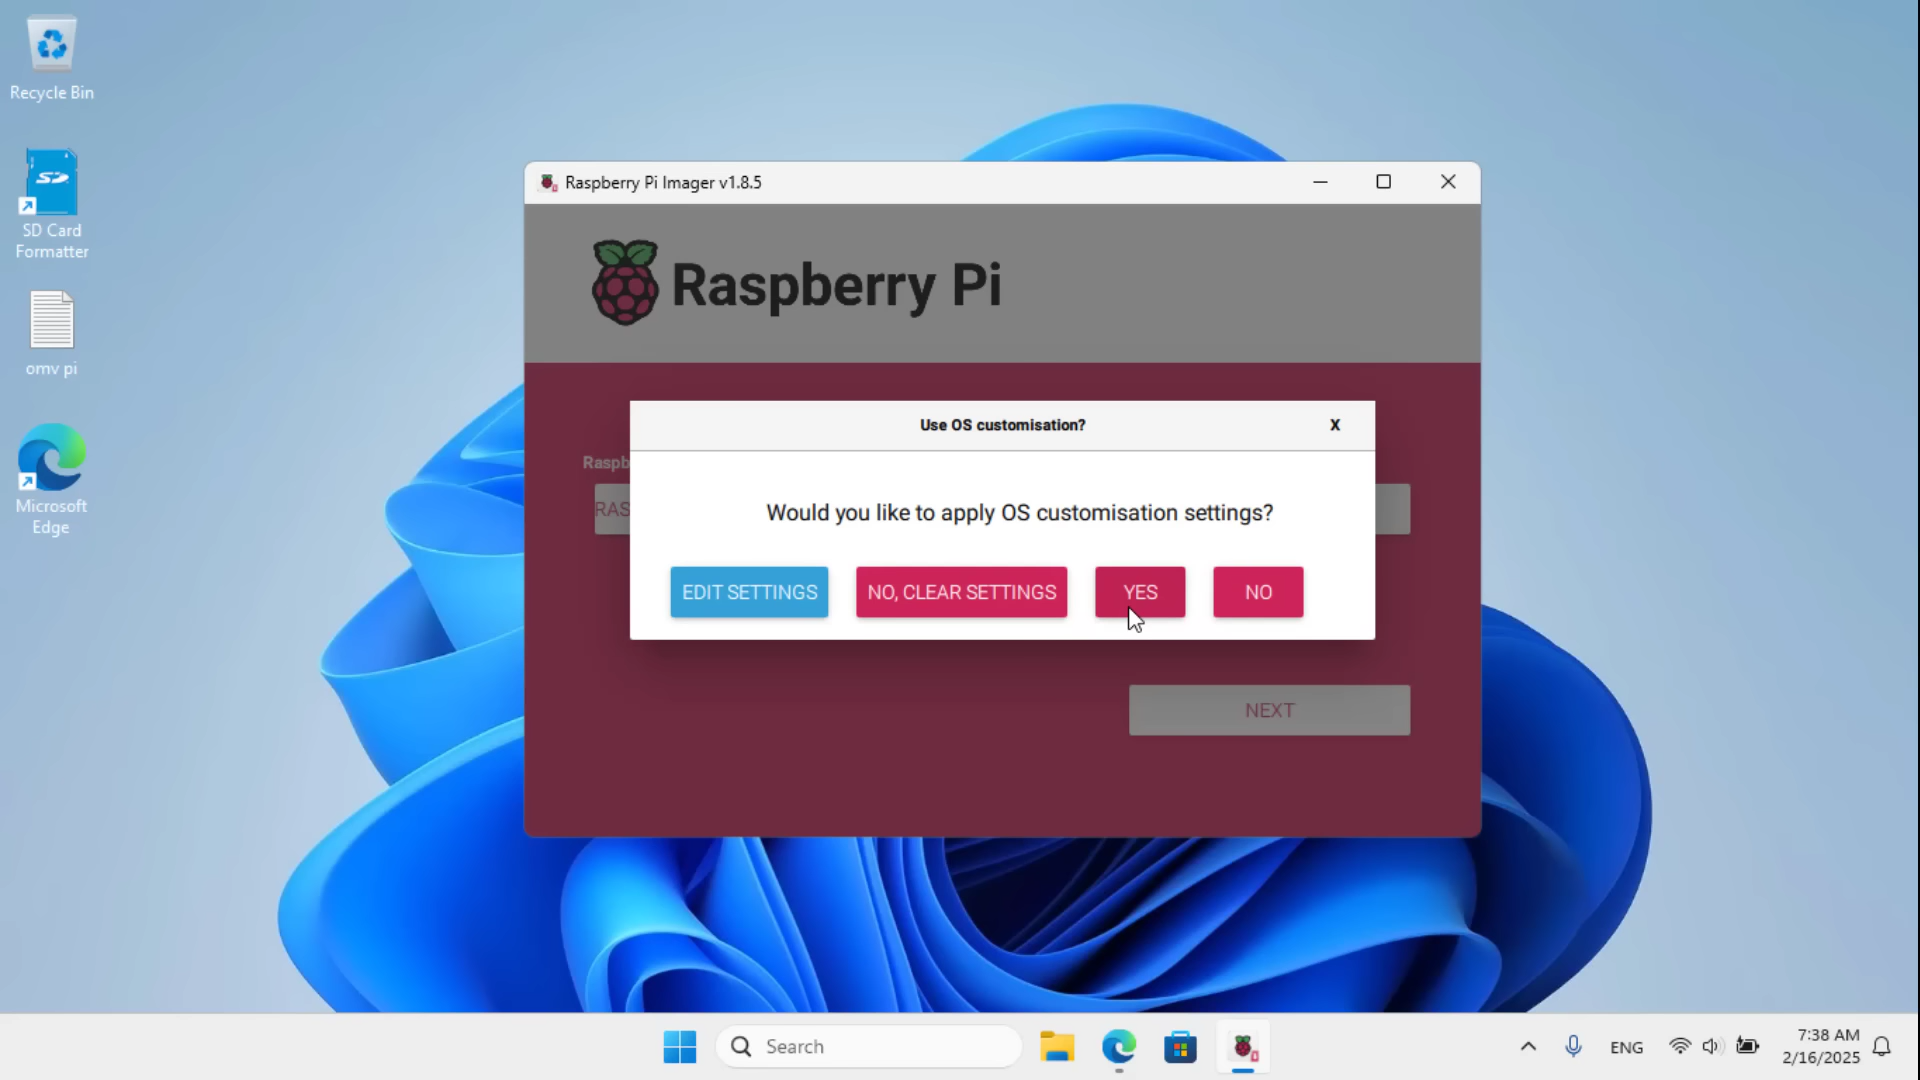 Recycle Bin
SD Card
Formatter
omv pi
Microsoft
Edge
Raspberry Pi Imager v1.8.5
Raspberry Pi
Use OS customisation?
X
Raspb
RAS
Would you like to apply OS customisation settings?
EDIT SETTINGS
NO, CLEAR SETTINGS
YES
NO
NEXT
Search
ENG
7:38 AM
2/16/2025